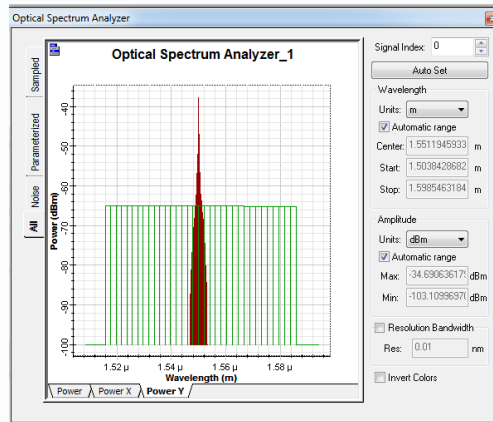 Optical Spectrum Analyzer
Optical Spectrum Analyzer_1
Signal Index: 0
Auto Set
Wavelength
Units: m
Automatic range
Center: 1.5511945933 m
Start: 1.5038428682 m
Stop: 1.5985463184 m
Amplitude
Units: dBm
Automatic range
Max: -34.69063617 dBm
Min: -103.1099697 dBm
Resolution Bandwidth
Res: 0.01 nm
Invert Colors
Sampled
Parameterized
Noise
All
Power (dBm)
-40
-50
-60
-70
-80
-90
-100
1.52 µ 1.54 µ 1.56 µ 1.58 µ
Wavelength (m)
Power Power X Power Y